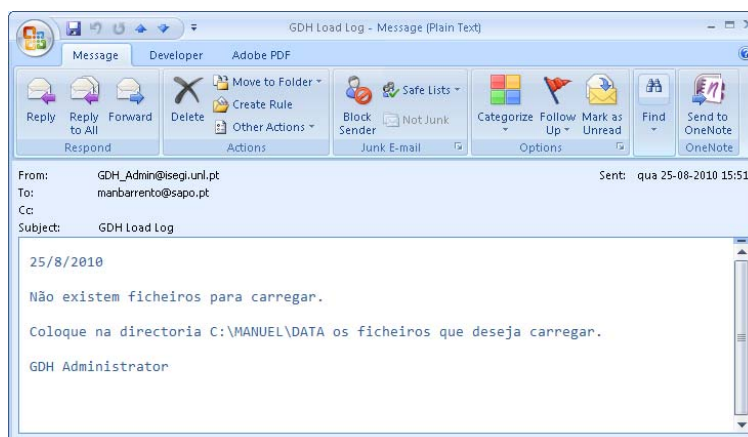 GDH Load Log - Message (Plain Text)
Message Developer Adobe PDF
Reply
Reply to All
Forward
Respond
Delete
Move to Folder
Create Rule
Other Actions
Actions
Block Sender
Safe Lists
Not Junk
Junk E-mail
Categorize
Follow Up
Mark as Unread
Options
Find
Send to OneNote
OneNote
From: GDH_Admin@isegi.unl.pt Sent: qua 25-08-2010 15:51
To: manbarrento@sapo.pt
Cc:
Subject: GDH Load Log
25/8/2010
Não existem ficheiros para carregar.
Coloque na directoria C:\MANUEL\DATA os ficheiros que deseja carregar.
GDH Administrator